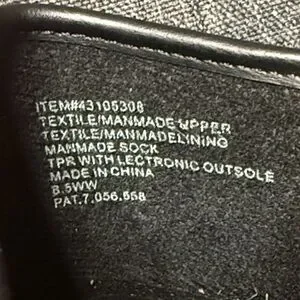 ITEM#43105308
TEXTILE/MANMADE UPPER
TEXTILE/MANMADELINING
MANMADE SOCK
TPR WITH LECTRONIC OUTSOLE
MADE IN CHINA
8.5WW
PAT.7,056,558